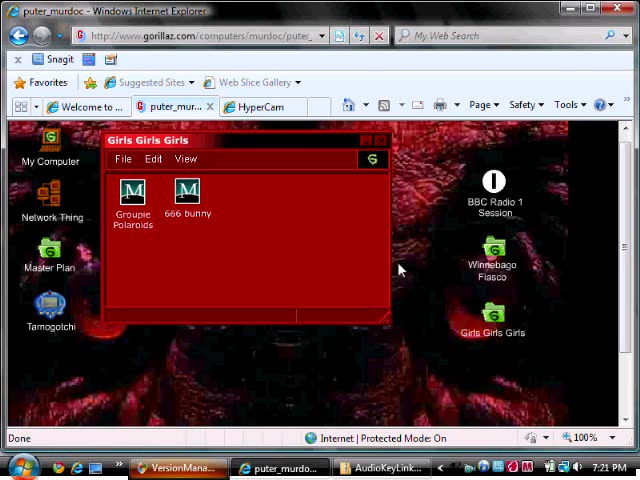 puter_murdoc - Windows Internet Explorer
http://www.gorillaz.com/computers/murdoc/puter_
My Web Search
Snagit
Favorites
Suggested Sites
Web Slice Gallery
Welcome to ...
puter_mur...
HyperCam
Page
Safety
Tools
My Computer
Network Thing
Master Plan
Tamogotchi
Girls Girls Girls
File Edit View
M
Groupie
Polaroids
M
666 bunny
BBC Radio 1
Session
Winnebago
Fiasco
Girls Girls Girls
Done
Internet | Protected Mode: On
100%
VersionMana...
puter_murdo...
AudioKeyLink...
7:21 PM